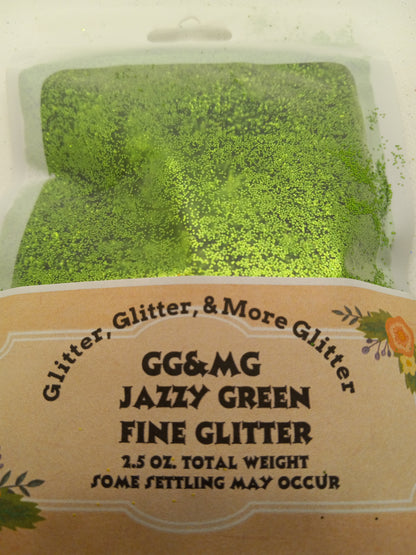 Glitter, Glitter, & More Glitter
GG&MG
JAZZY GREEN
FINE GLITTER
2.5 OZ. TOTAL WEIGHT
SOME SETTLING MAY OCCUR